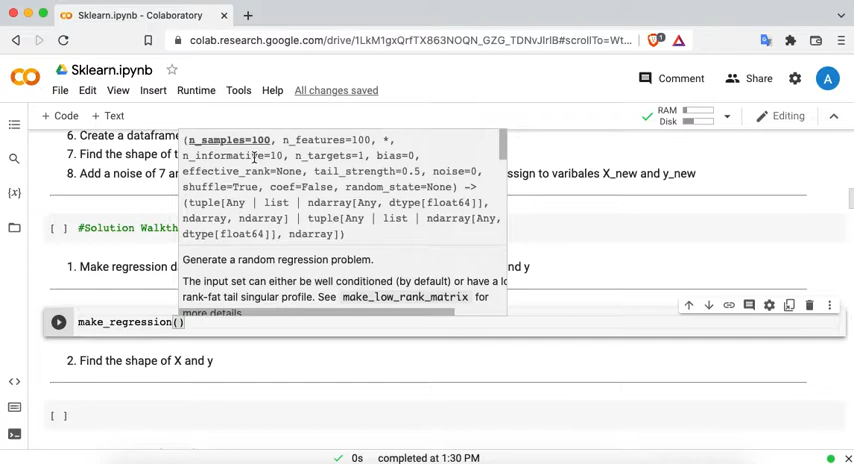 Sklearn.ipynb - Colaboratory
colab.research.google.com/drive/1LkM1gxQrfTX863NOQN_GZG_TDNvJIrIB#scrollTo=Wt...
Sklearn.ipynb
File Edit View Insert Runtime Tools Help All changes saved
Comment Share A
+ Code + Text
RAM
Disk
Editing
6. Create a dataframe
7. Find the shape of t
8. Add a noise of 7 an
ssign to varibales X_new and y_new
(n_samples=100, n_features=100, *,
n_informative=10, n_targets=1, bias=0,
effective_rank=None, tail_strength=0.5, noise=0,
shuffle=True, coef=False, random_state=None) ->
(tuple[Any | list | ndarray[Any, dtype[float64]],
ndarray, ndarray] | tuple[Any | list | ndarray[Any,
dtype[float64]], ndarray])
Generate a random regression problem.
The input set can either be well conditioned (by default) or have a lo
rank-fat tail singular profile. See make_low_rank_matrix for
more details.
[ ] #Solution Walkth
1. Make regression da
nd y
make_regression()
2. Find the shape of X and y
[ ]
0s completed at 1:30 PM